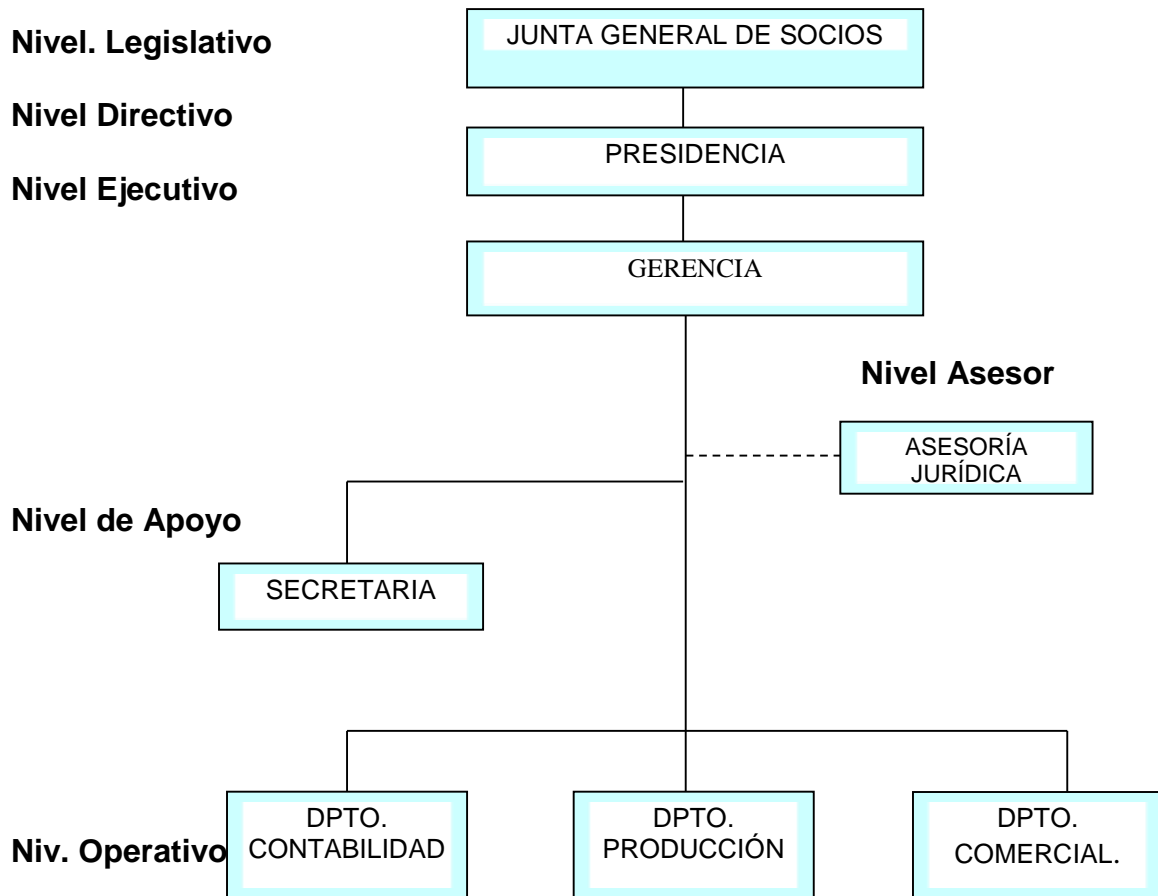 Nivel. Legislativo
JUNTA GENERAL DE SOCIOS
Nivel Directivo
PRESIDENCIA
Nivel Ejecutivo
GERENCIA
Nivel Asesor
ASESORÍA
JURÍDICA
Nivel de Apoyo
SECRETARIA
Niv. Operativo
DPTO.
CONTABILIDAD
DPTO.
PRODUCCIÓN
DPTO.
COMERCIAL.